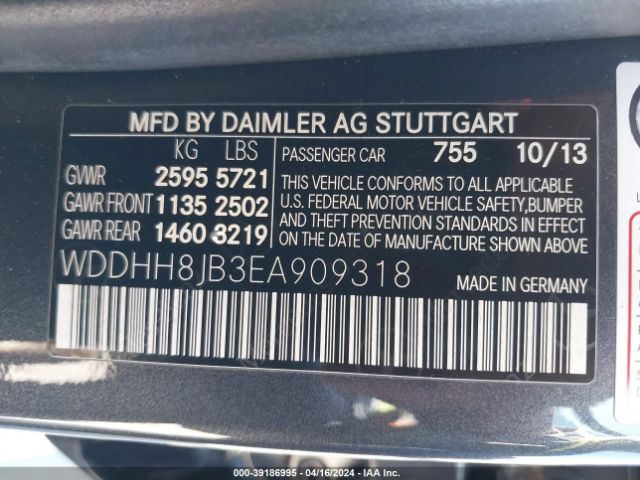 MFD BY DAIMLER AG STUTTGART
KG LBS
GVWR 2595 5721
GAWR FRONT 1135 2502
GAWR REAR 1460 3219
PASSENGER CAR 755 10/13
THIS VEHICLE CONFORMS TO ALL APPLICABLE
U.S. FEDERAL MOTOR VEHICLE SAFETY,BUMPER
AND THEFT PREVENTION STANDARDS IN EFFECT
ON THE DATE OF MANUFACTURE SHOWN ABOVE.
WDDHH8JB3EA909318
MADE IN GERMANY
000-39186995 - 04/16/2024 - IAAI.COM